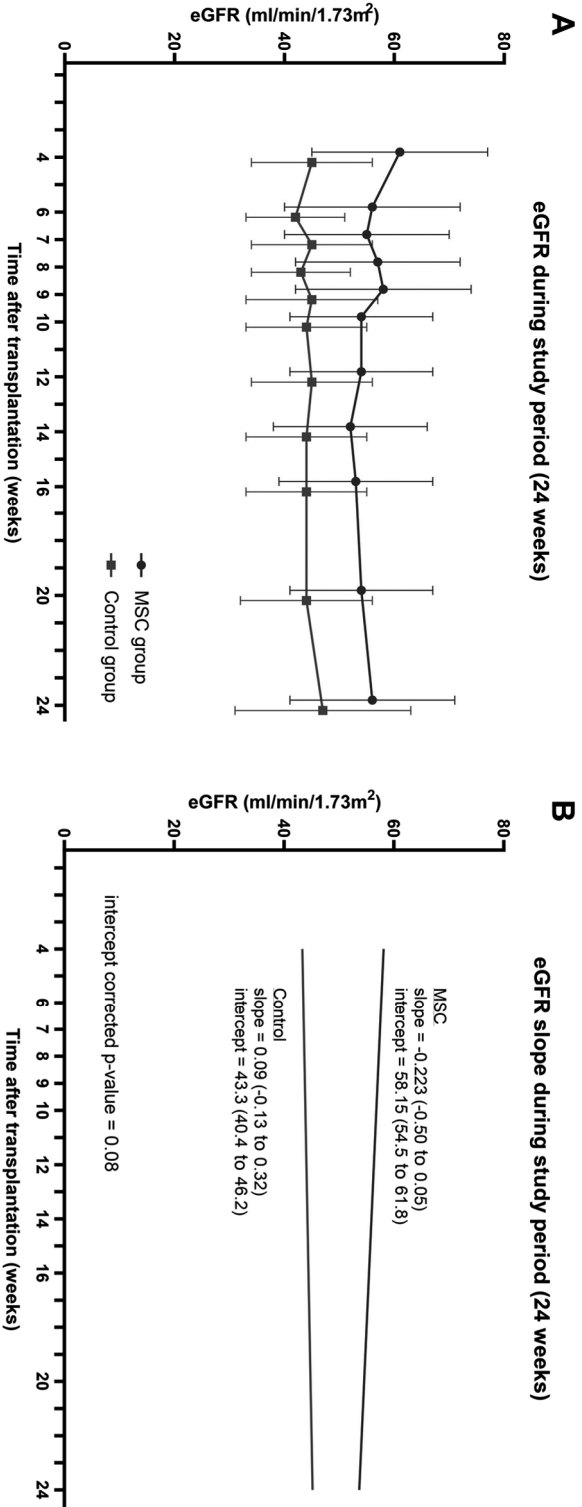 A
eGFR during study period (24 weeks)
eGFR (ml/min/1.73m²)
80
60
40
20
0
4
6
7
8
9
10
12
14
16
20
24
MSC group
Control group
Time after transplantation (weeks)
B
eGFR slope during study period (24 weeks)
eGFR (ml/min/1.73m²)
80
60
40
20
0
MSC
slope = -0.223 (-0.50 to 0.05)
intercept = 58.15 (54.5 to 61.8)
Control
slope = 0.09 (-0.13 to 0.32)
intercept = 43.3 (40.4 to 46.2)
intercept corrected p-value = 0.08
4
6
7
8
9
10
12
14
16
20
24
Time after transplantation (weeks)